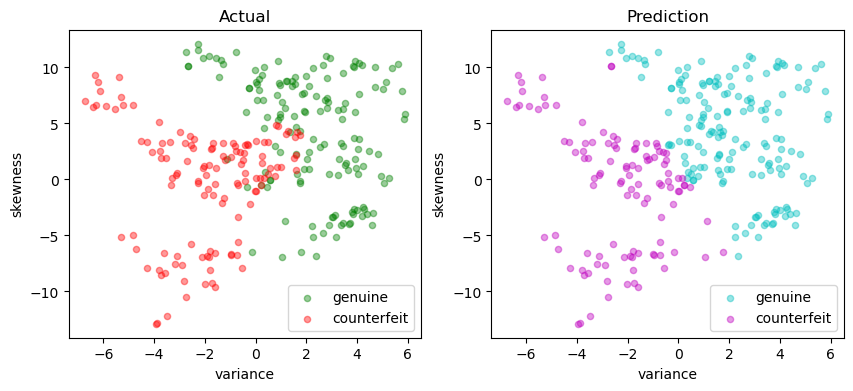 Actual
Prediction
10
5
0
−5
−10
skewness
genuine
counterfeit
−6 −4 −2 0 2 4 6
variance
10
5
0
−5
−10
skewness
genuine
counterfeit
−6 −4 −2 0 2 4 6
variance